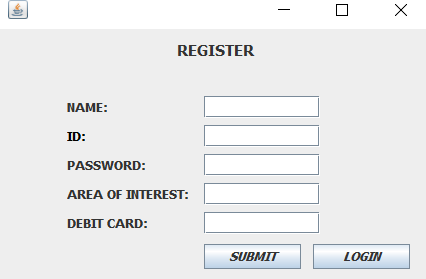 REGISTER
NAME:
ID:
PASSWORD:
AREA OF INTEREST:
DEBIT CARD:
SUBMIT LOGIN